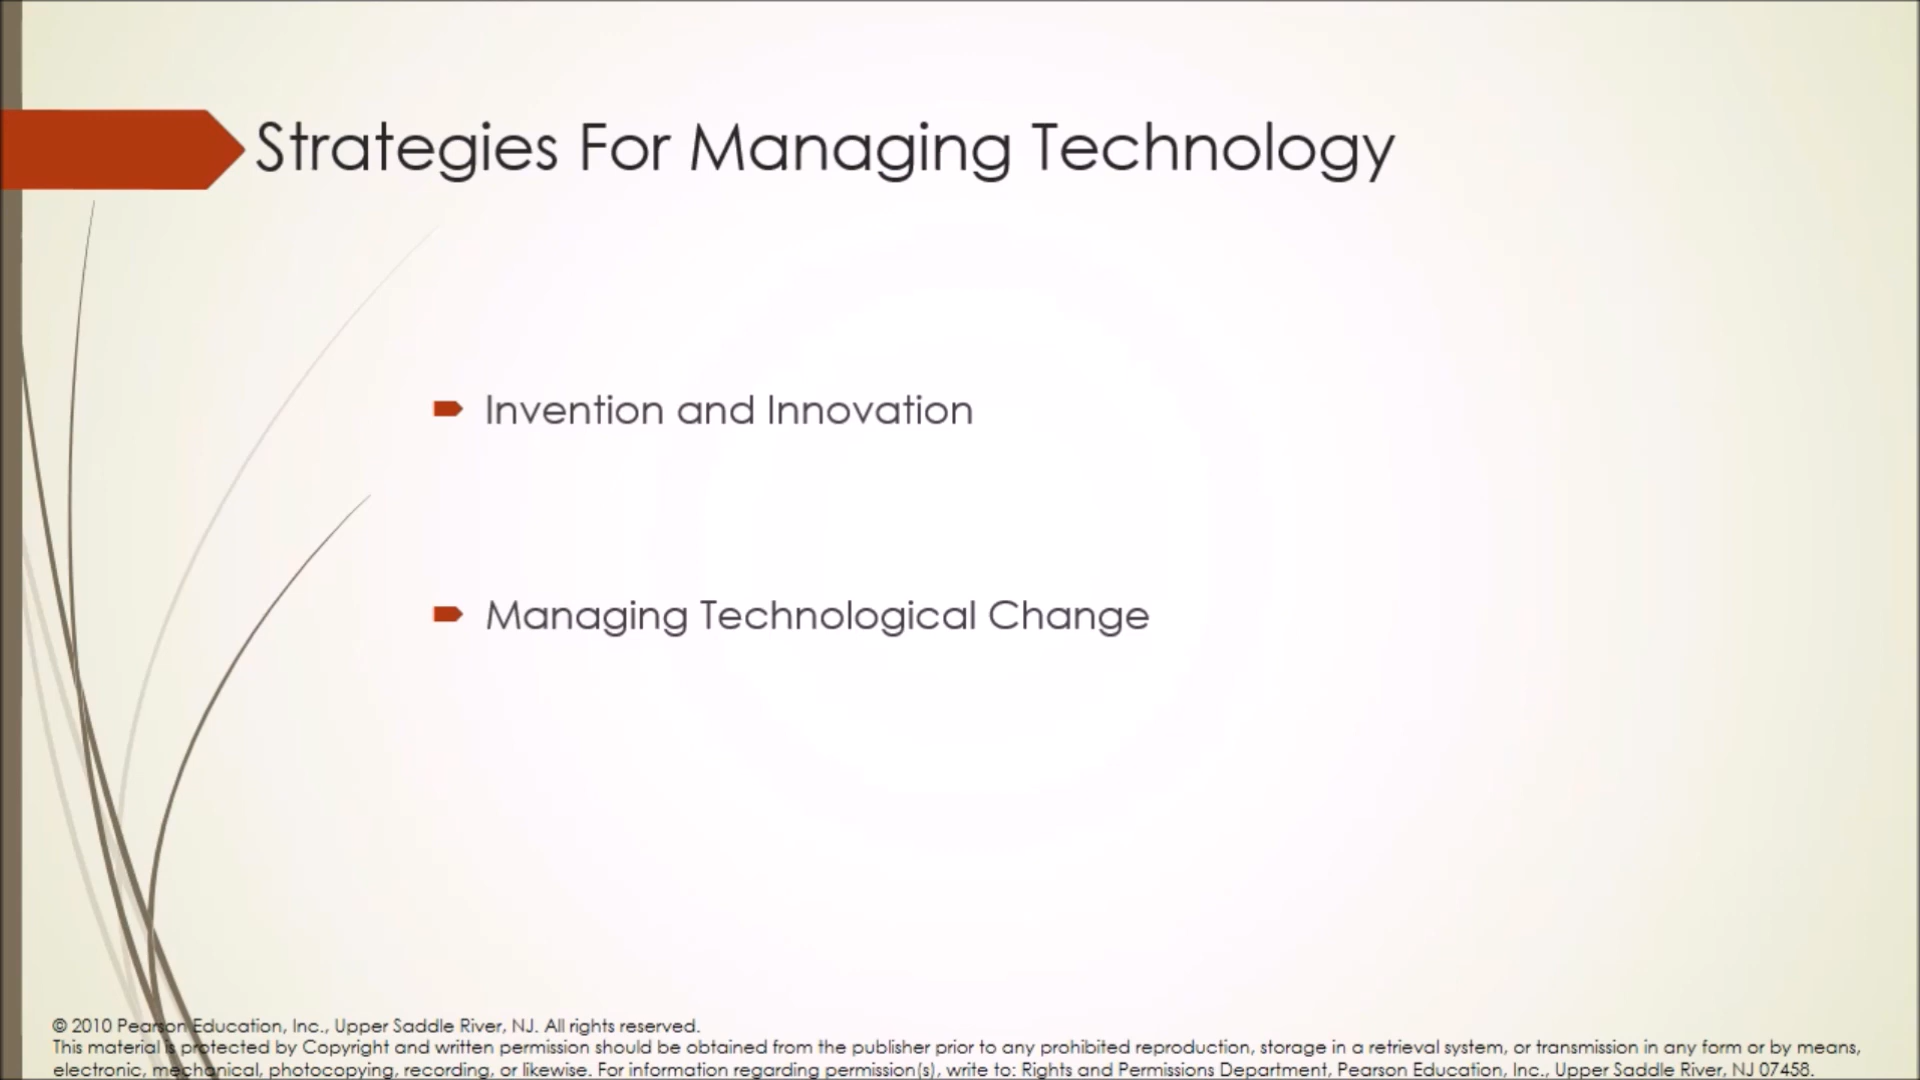 Strategies For Managing Technology
Invention and Innovation
Managing Technological Change
© 2010 Pearson Education, Inc., Upper Saddle River, NJ. All rights reserved.
This material is protected by Copyright and written permission should be obtained from the publisher prior to any prohibited reproduction, storage in a retrieval system, or transmission in any form or by means,
electronic, mechanical, photocopying, recording, or likewise. For information regarding permission(s), write to: Rights and Permissions Department, Pearson Education, Inc., Upper Saddle River, NJ 07458.